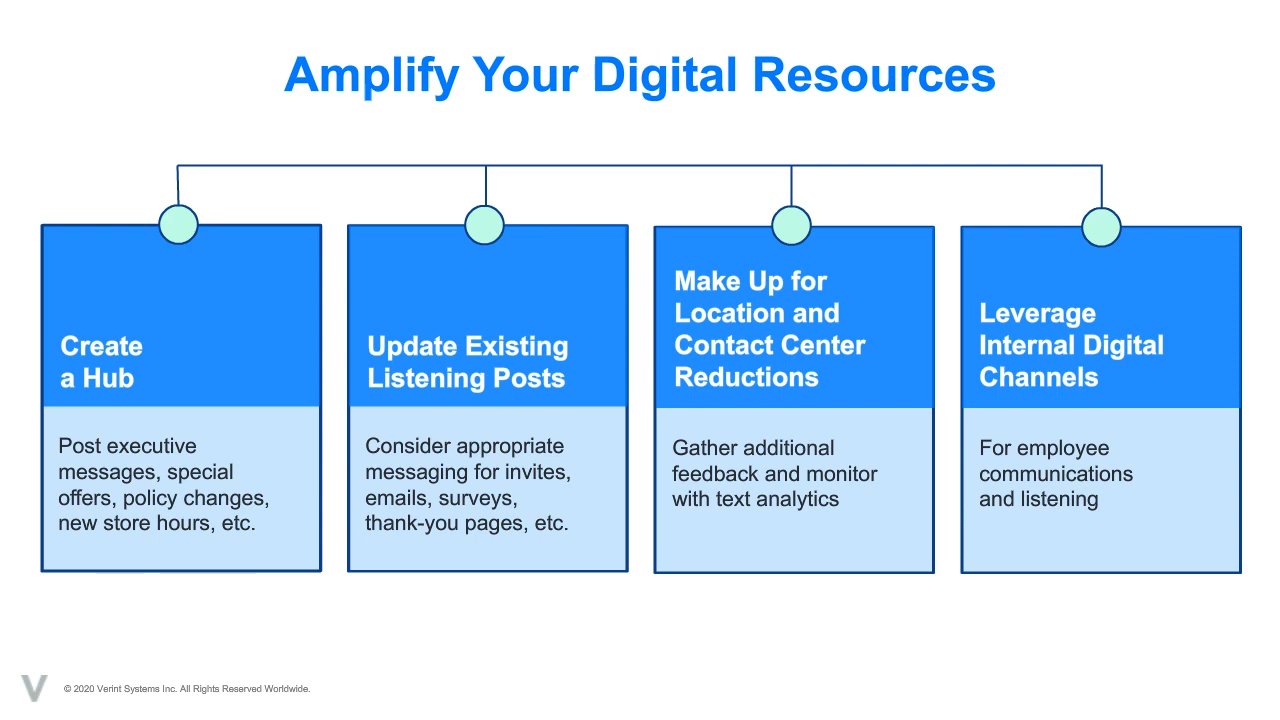 Amplify Your Digital Resources
Create
a Hub
Post executive
messages, special
offers, policy changes,
new store hours, etc.
Update Existing
Listening Posts
Consider appropriate
messaging for invites,
emails, surveys,
thank-you pages, etc.
Make Up for
Location and
Contact Center
Reductions
Gather additional
feedback and monitor
with text analytics
Leverage
Internal Digital
Channels
For employee
communications
and listening
© 2020 Verint Systems Inc. All Rights Reserved Worldwide.